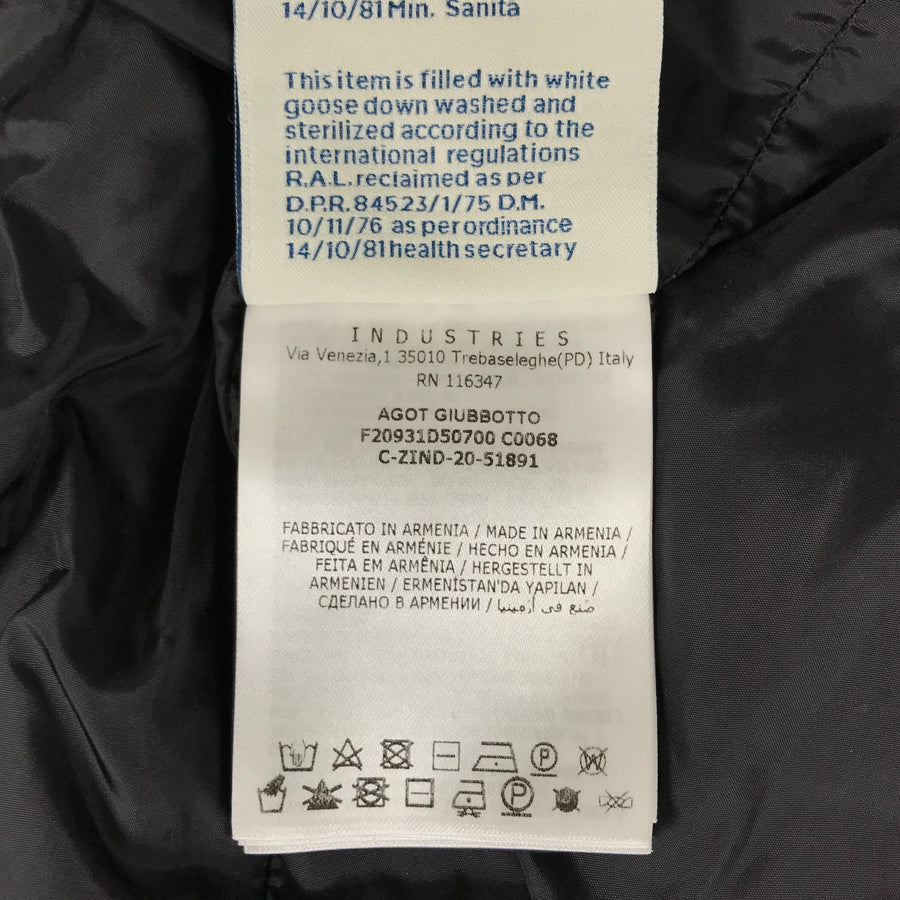 14/10/81 Min. Sanita
This item is filled with white
goose down washed and
sterilized according to the
international regulations
R.A.L. reclaimed as per
D.P.R. 84523/1/75 D.M.
10/11/76 as per ordinance
14/10/81 health secretary
INDUSTRIES
Via Venezia,1 35010 Trebaseleghe(PD) Italy
RN 116347
AGOT GIUBBOTTO
F20931D50700 C0068
C-ZIND-20-51891
FABBRICATO IN ARMENIA / MADE IN ARMENIA /
FABRIQUÉ EN ARMÉNIE / HECHO EN ARMENIA /
FEITA EM ARMÊNIA / HERGESTELLT IN
ARMENIEN / ERMENİSTAN'DA YAPILAN /
СДЕЛАНО В АРМЕНИИ / صُنع في أرمينيا
P W
P